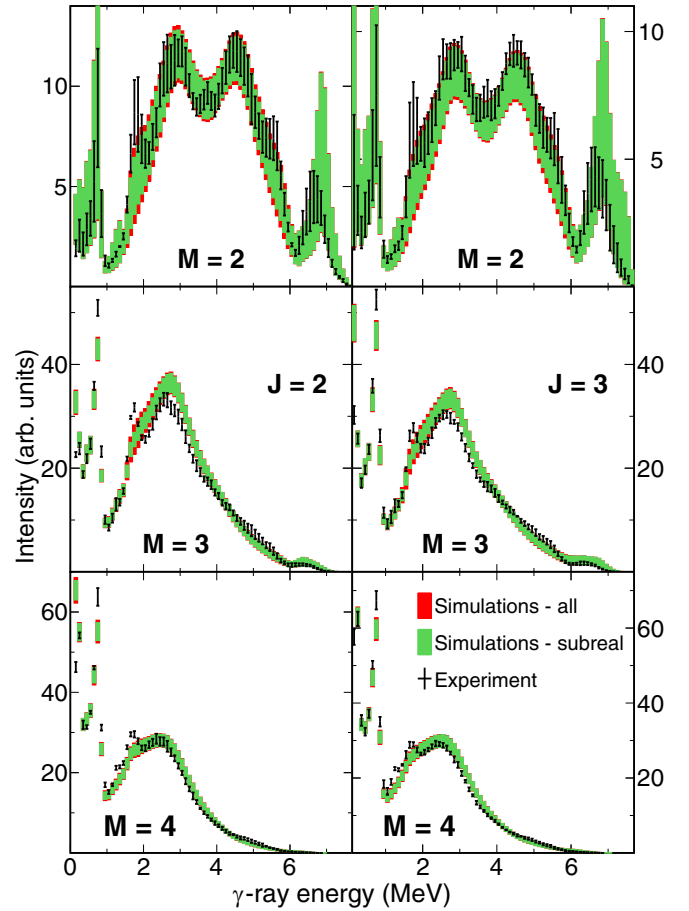 10
5
M = 2
10
5
M = 2
Intensity (arb. units)
40
20
J = 2
M = 3
40
20
J = 3
M = 3
60
40
20
M = 4
Simulations - all
Simulations - subreal
Experiment
60
40
20
M = 4
0 2 4 6
2 4 6
γ-ray energy (MeV)